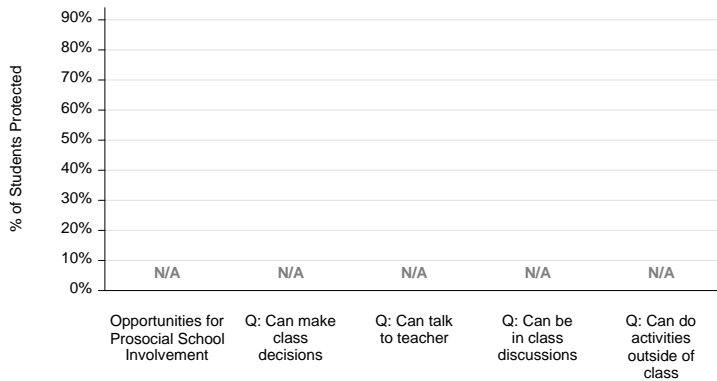 % of Students Protected
90%
80%
70%
60%
50%
40%
30%
20%
10%
0%
N/A
N/A
N/A
N/A
N/A
Opportunities for
Prosocial School
Involvement
Q: Can make
class
decisions
Q: Can talk
to teacher
Q: Can be
in class
discussions
Q: Can do
activities
outside of
class